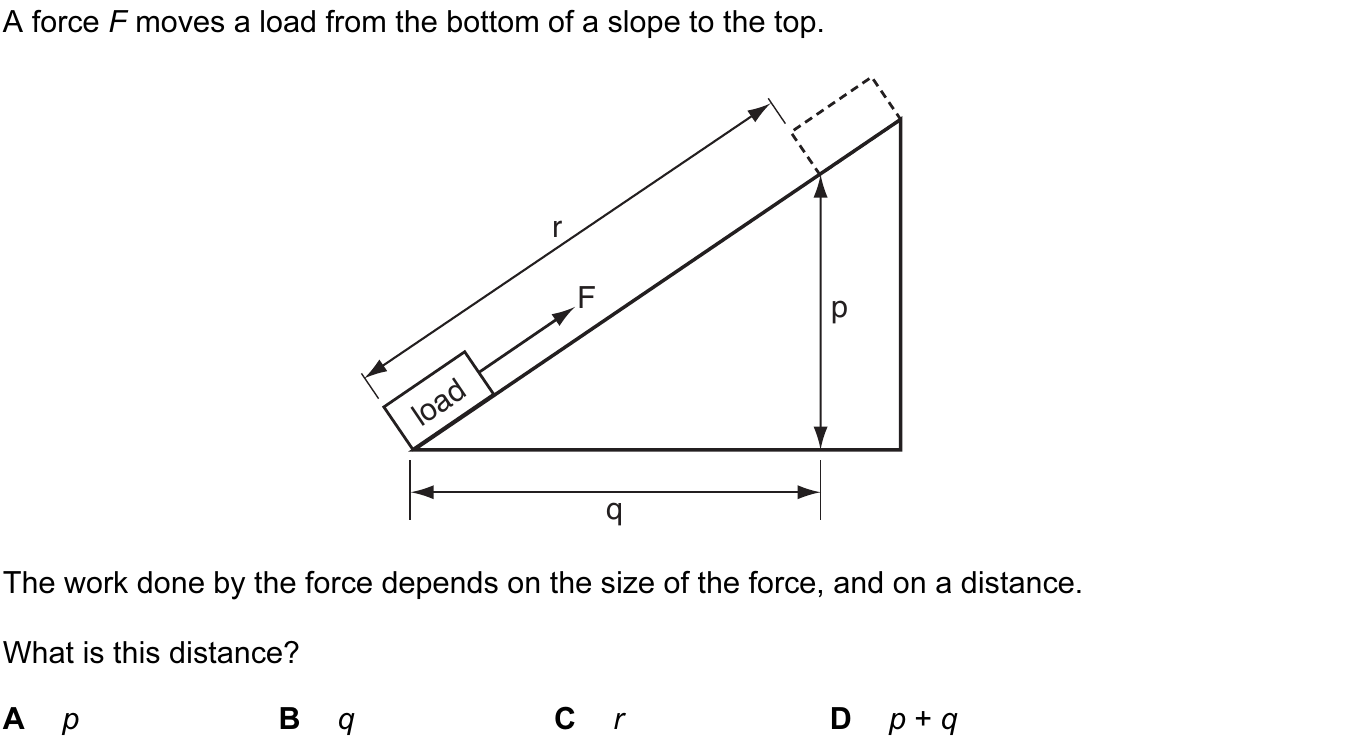 A force F moves a load from the bottom of a slope to the top.
r
F
p
load
q
The work done by the force depends on the size of the force, and on a distance.
What is this distance?
A p B q C r D p + q